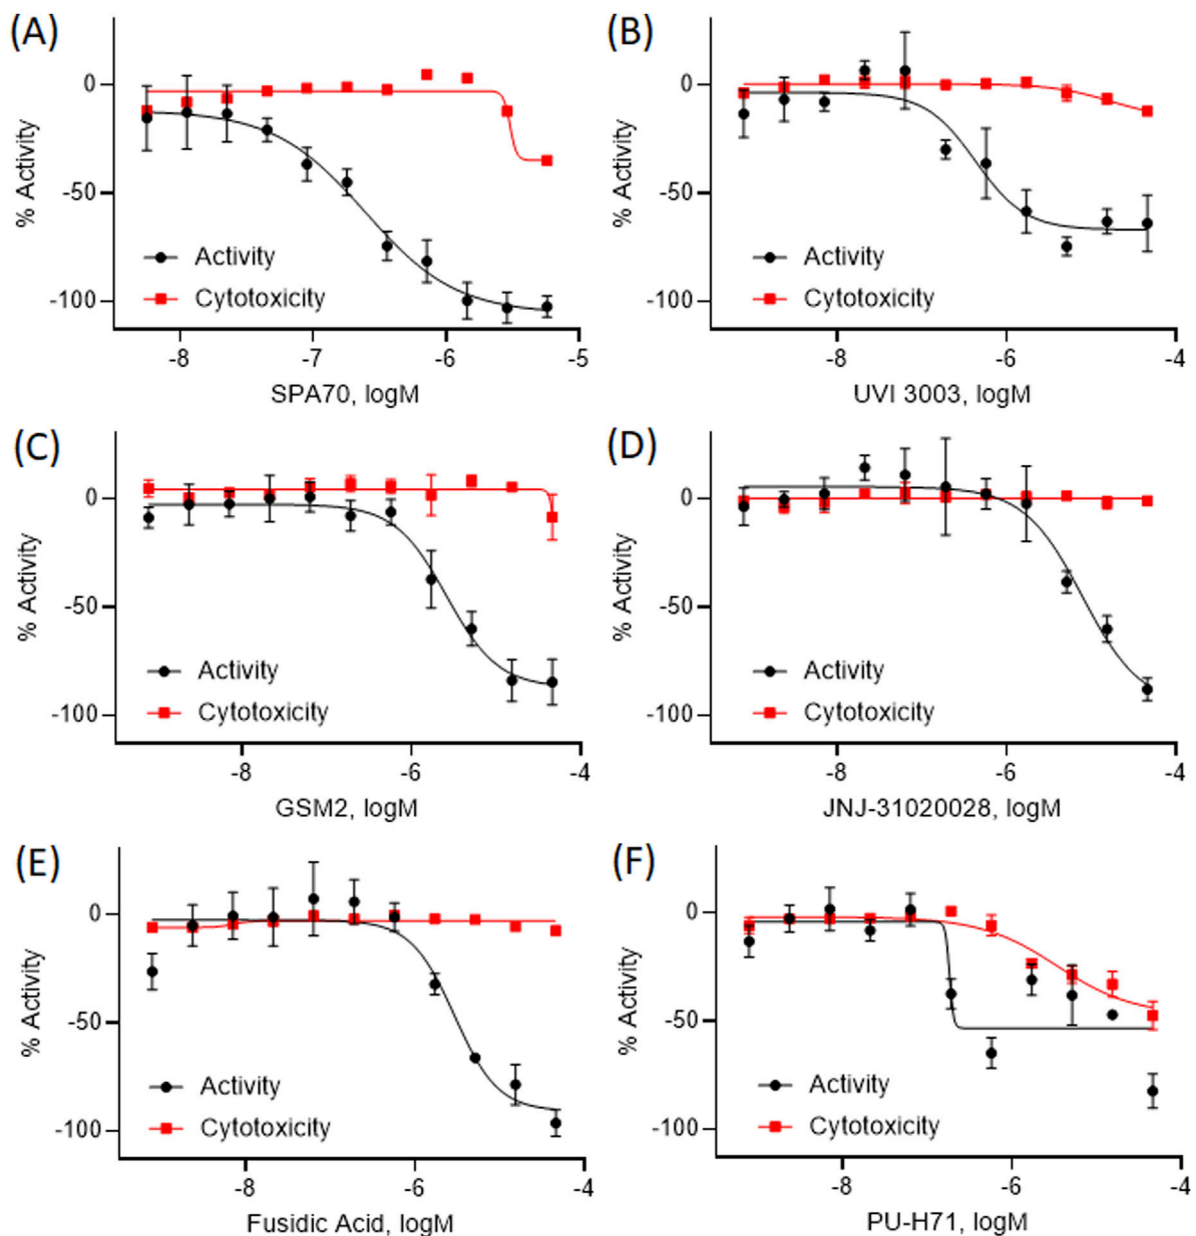 (A)
0
-50
-100
% Activity
Activity
Cytotoxicity
-8 -7 -6 -5
SPA70, logM
(B)
0
-50
-100
% Activity
Activity
Cytotoxicity
-8 -6 -4
UVI 3003, logM
(C)
0
-50
-100
% Activity
Activity
Cytotoxicity
-8 -6 -4
GSM2, logM
(D)
0
-50
-100
% Activity
Activity
Cytotoxicity
-8 -6 -4
JNJ-31020028, logM
(E)
0
-50
-100
% Activity
Activity
Cytotoxicity
-8 -6 -4
Fusidic Acid, logM
(F)
0
-50
-100
% Activity
Activity
Cytotoxicity
-8 -6 -4
PU-H71, logM